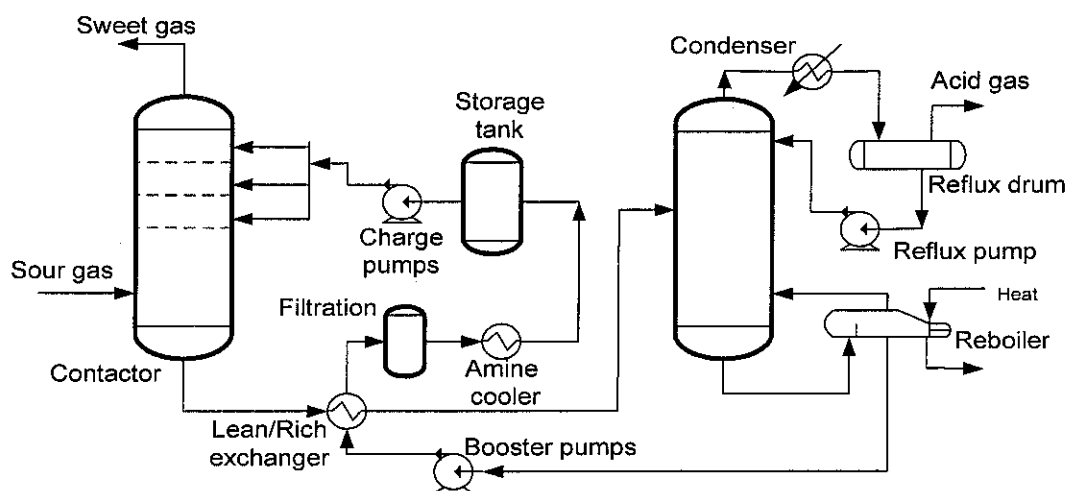 Sweet gas
Condenser
Acid gas
Storage
tank
Reflux drum
Charge
pumps
Reflux pump
Sour gas
Filtration
Heat
Reboiler
Contactor
Amine
cooler
Lean/Rich
exchanger
Booster pumps